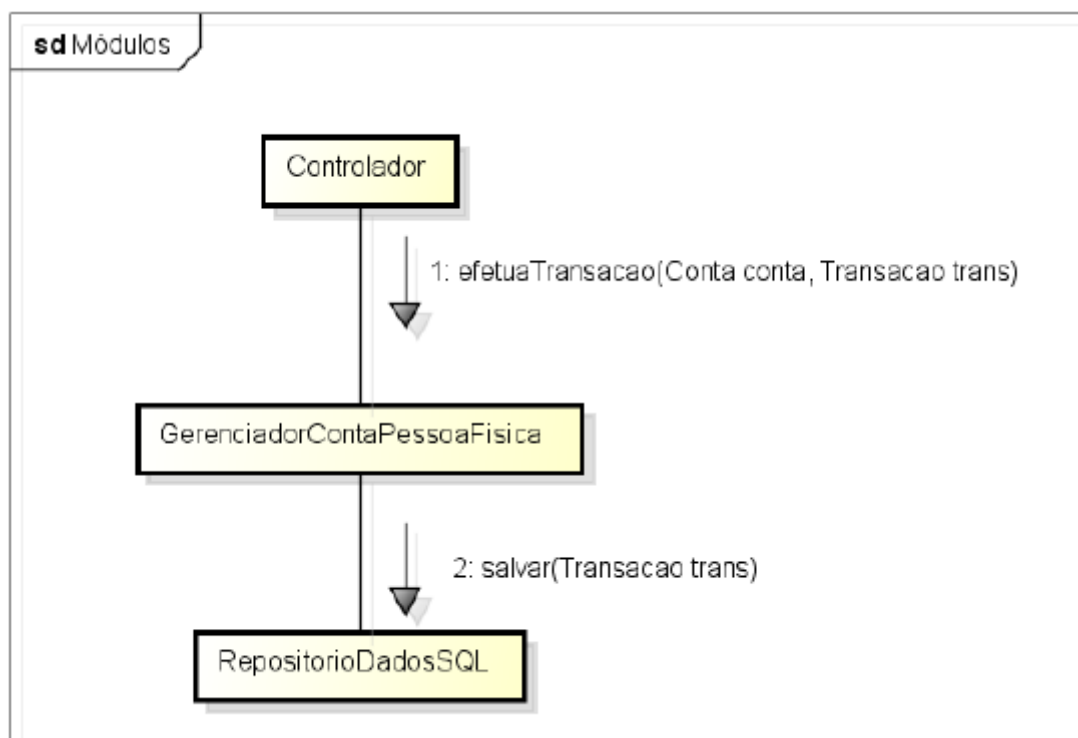 sd Módulos
Controlador
1: efetuaTransacao(Conta conta, Transacao trans)
GerenciadorContaPessoaFisica
2: salvar(Transacao trans)
RepositorioDadosSQL